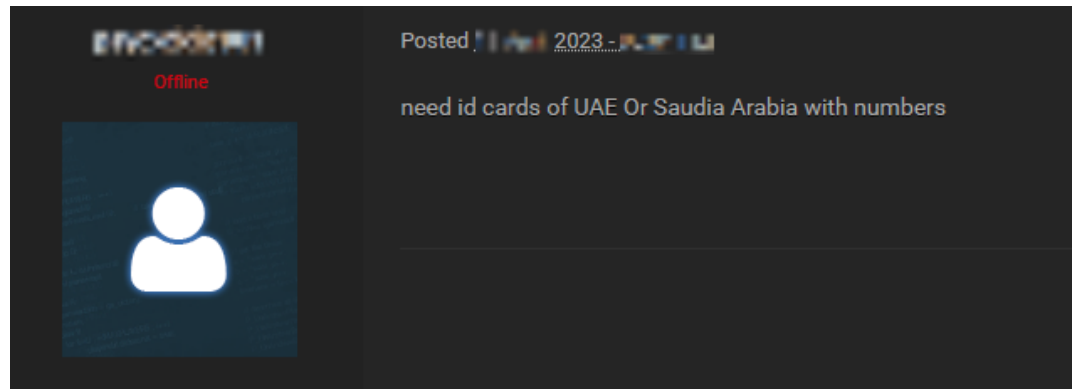 Offline
Posted 2023 -
need id cards of UAE Or Saudia Arabia with numbers